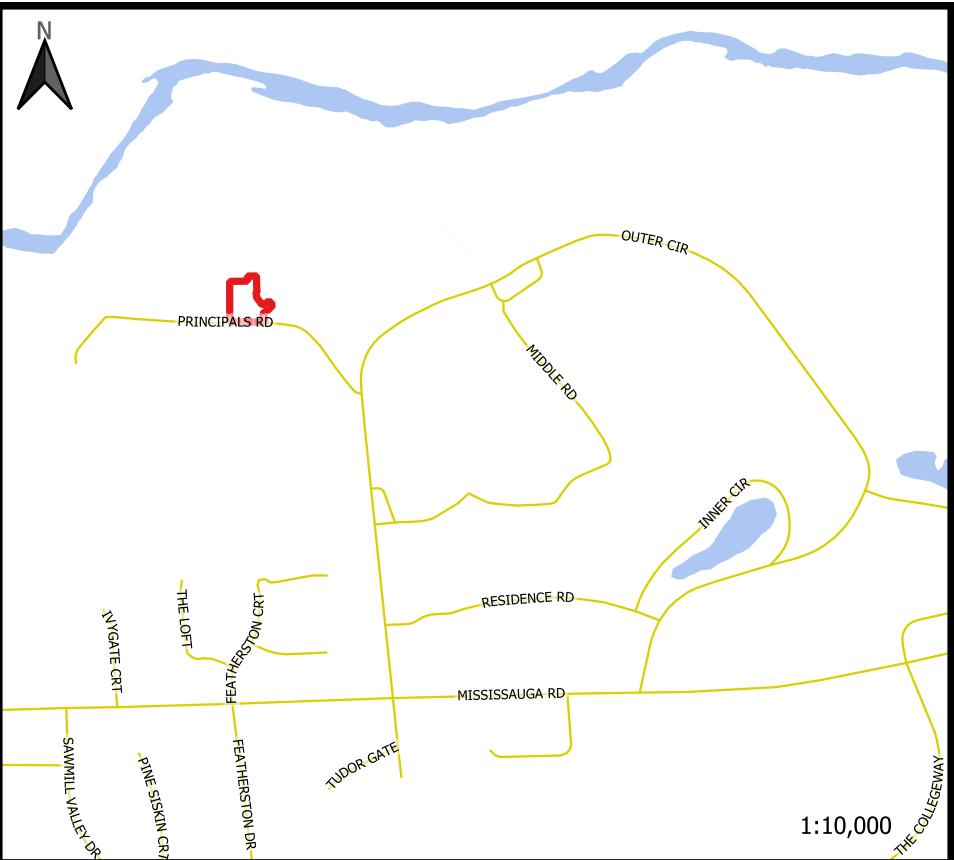 N
OUTER CIR
PRINCIPALS RD
MIDDLE RD
INNER CIR
RESIDENCE RD
THE LOFT
IVYGATE CRT
FEATHERSTON CRT
MISSISSAUGA RD
SAWMILL VALLEY DR
PINE SISKIN CRT
FEATHERSTON DR
TUDOR GATE
THE COLLEGEWAY
1:10,000